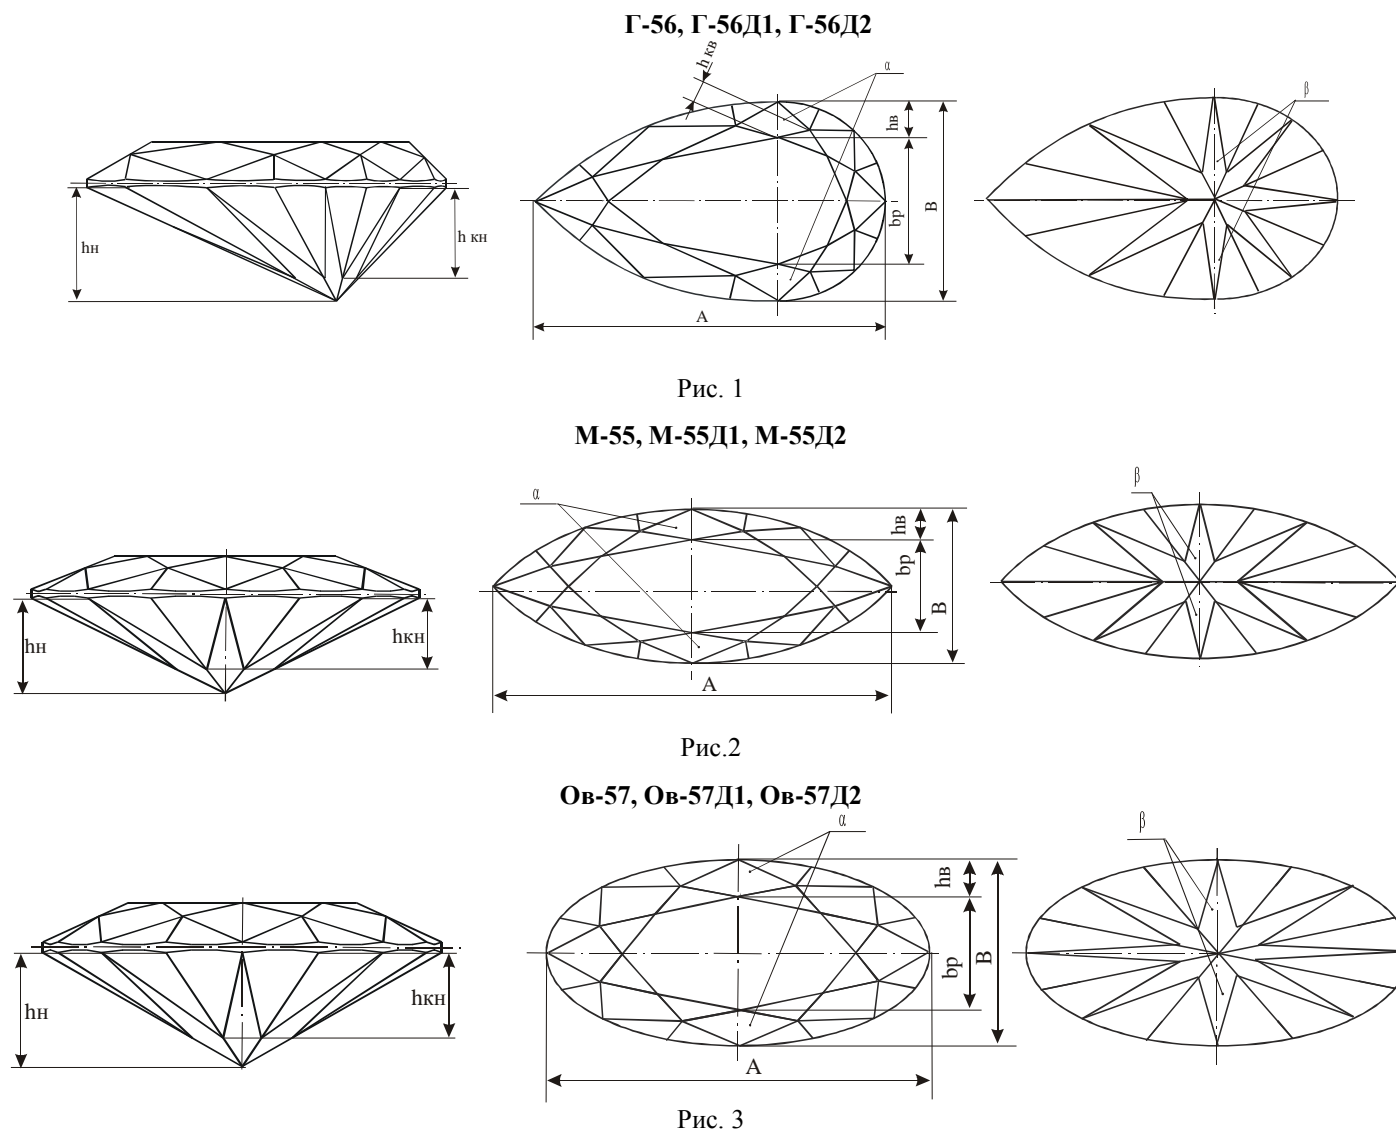 Г-56, Г-56Д1, Г-56Д2
hн
h кн
h кв
α
hв
bр
В
А
β
Рис. 1
М-55, М-55Д1, М-55Д2
hн
hкн
α
hв
bр
В
А
β
Рис.2
Ов-57, Ов-57Д1, Ов-57Д2
hн
hкн
α
hв
bр
В
А
β
Рис. 3